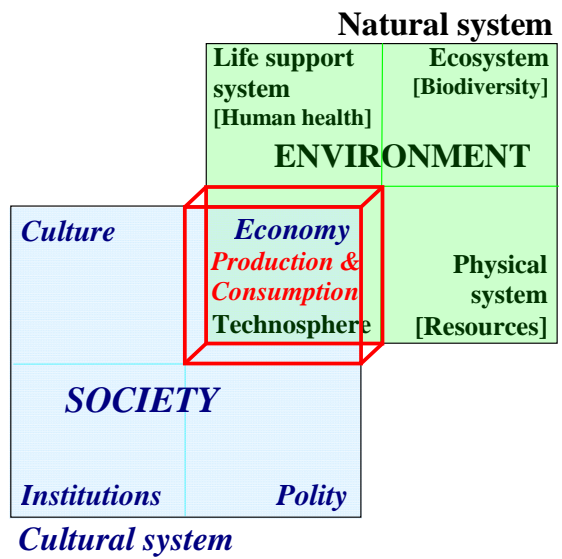 Natural system
Life support
system
[Human health]
Ecosystem
[Biodiversity]
ENVIRONMENT
Culture
Economy
Production &
Consumption
Technosphere
Physical
system
[Resources]
SOCIETY
Institutions
Polity
Cultural system